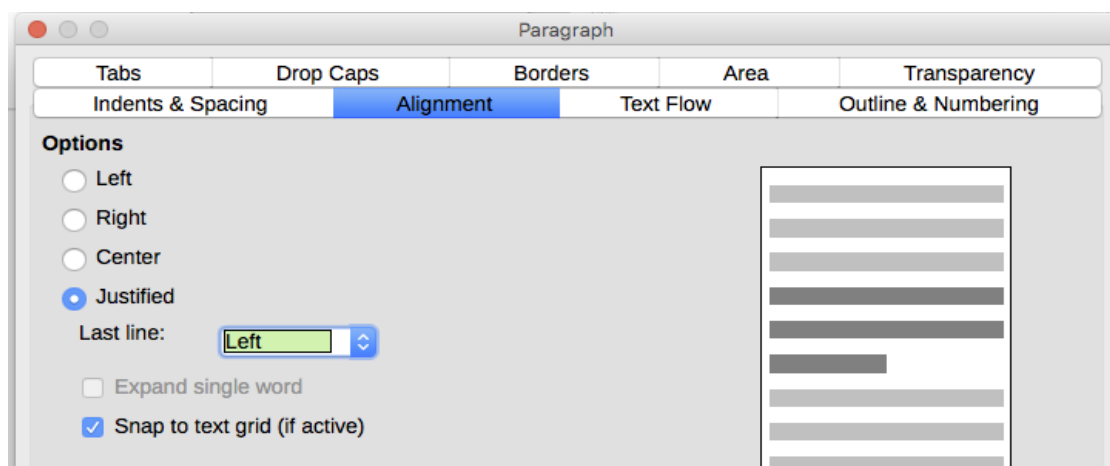 Paragraph
Tabs Drop Caps Borders Area Transparency
Indents & Spacing Alignment Text Flow Outline & Numbering
Options
Left
Right
Center
Justified
Last line: Left
Expand single word
Snap to text grid (if active)